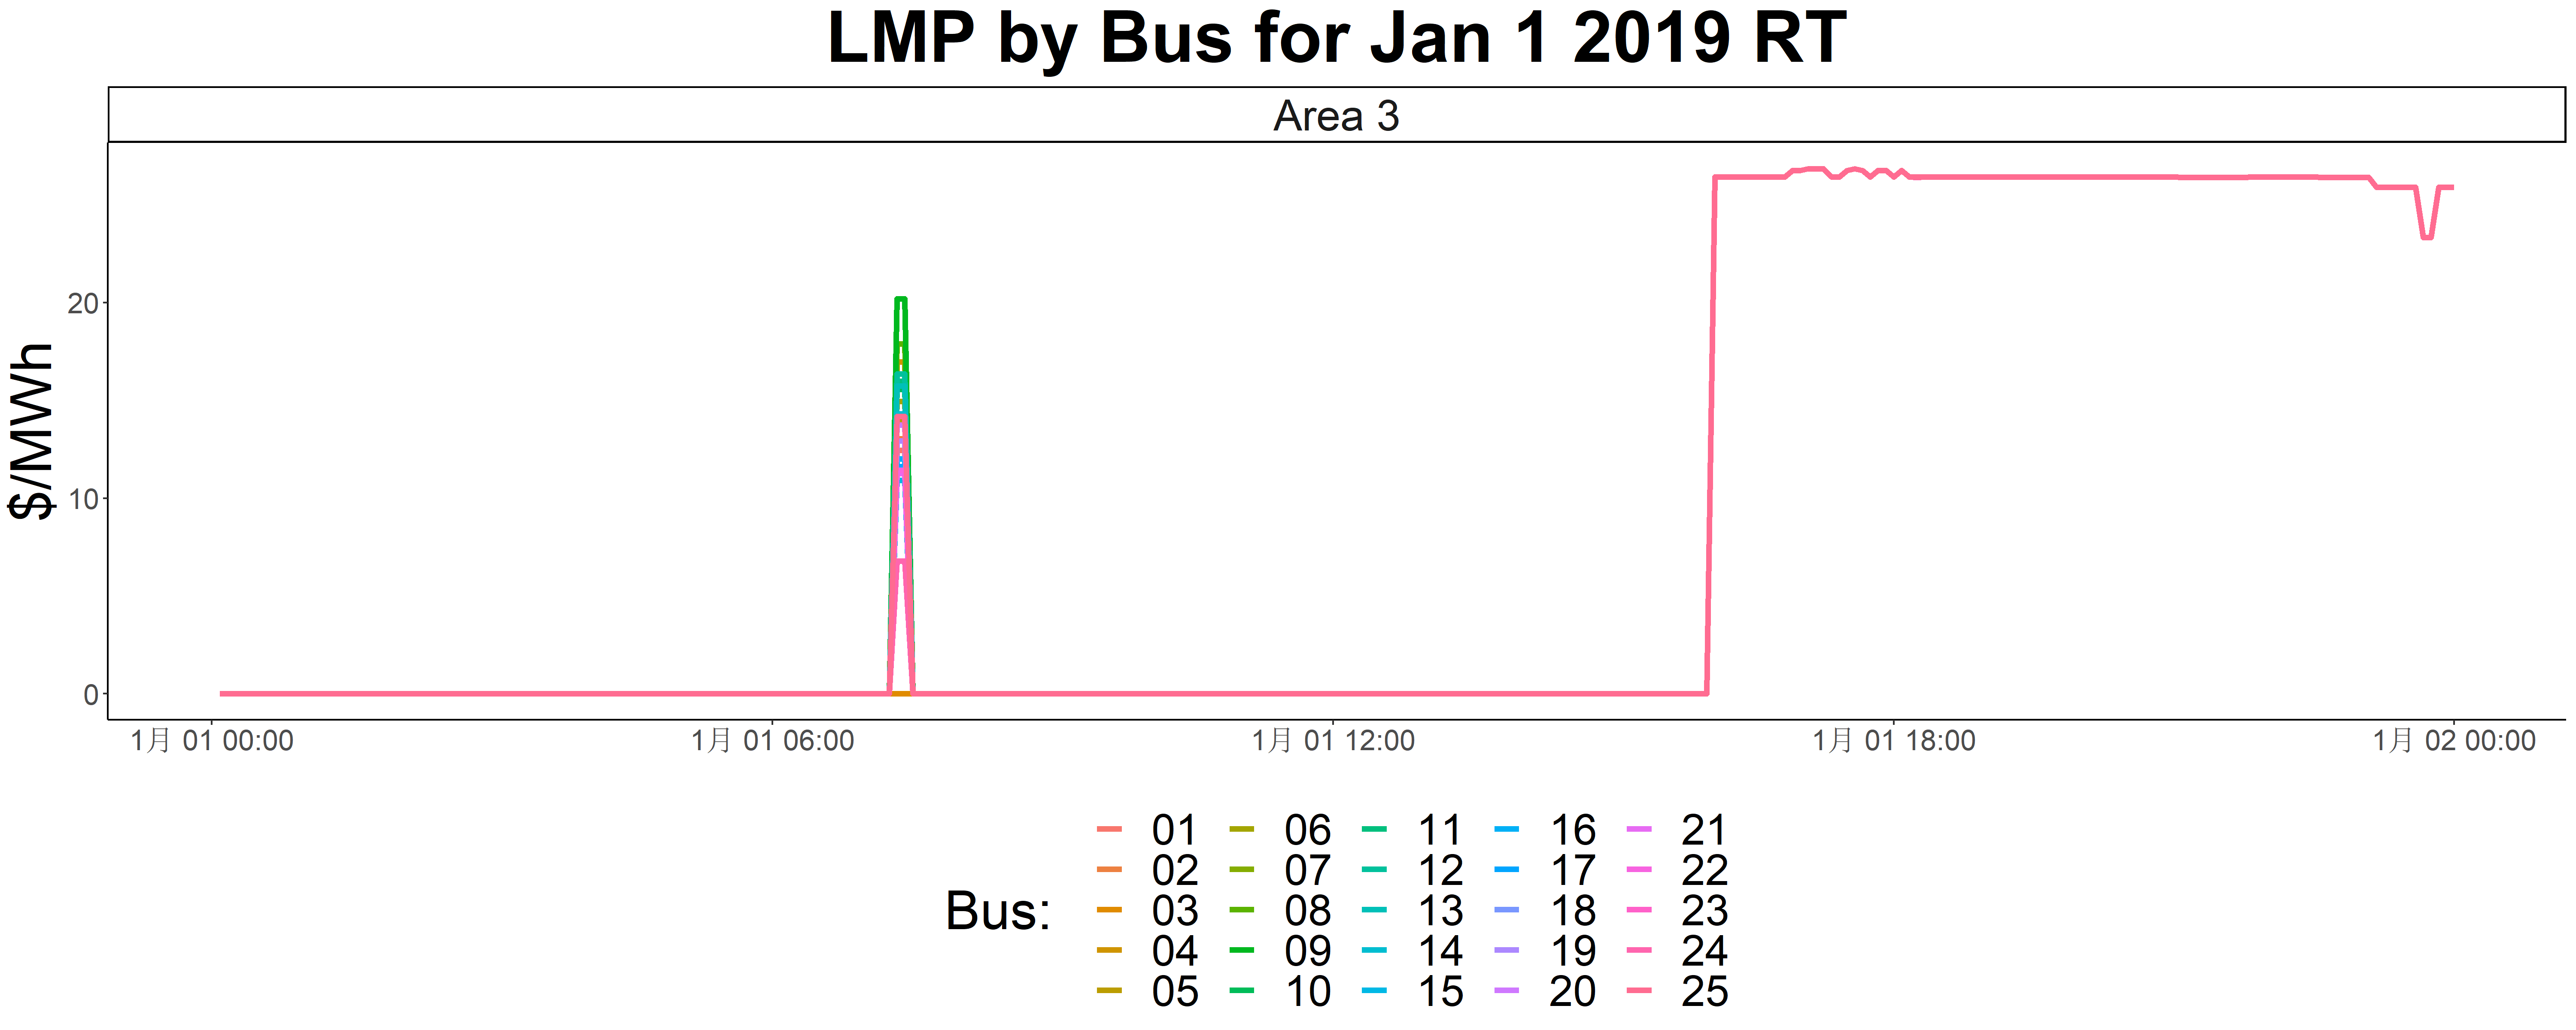 LMP by Bus for Jan 1 2019 RT
Area 3
$/MWh
20
10
0
1月 01 00:00 1月 01 06:00 1月 01 12:00 1月 01 18:00 1月 02 00:00
Bus:
01 06 11 16 21
02 07 12 17 22
03 08 13 18 23
04 09 14 19 24
05 10 15 20 25